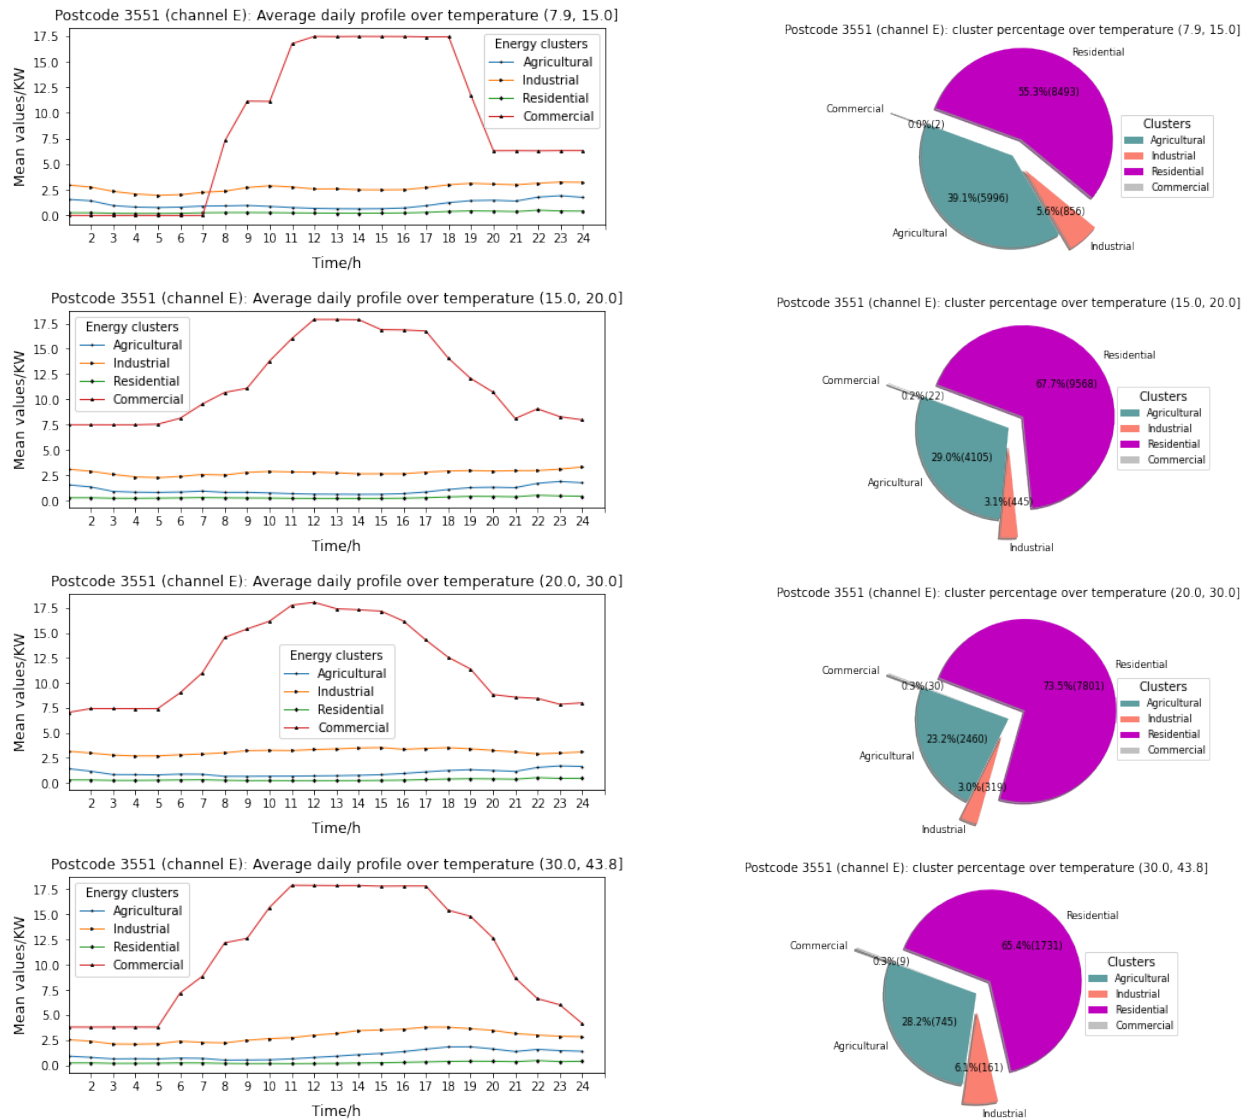 Postcode 3551 (channel E): Average daily profile over temperature (7.9, 15.0]
Mean values/KW
17.5
15.0
12.5
10.0
7.5
5.0
2.5
0.0
Energy clusters
Agricultural
Industrial
Residential
Commercial
2 3 4 5 6 7 8 9 10 11 12 13 14 15 16 17 18 19 20 21 22 23 24
Time/h
Postcode 3551 (channel E): cluster percentage over temperature (7.9, 15.0]
Residential
55.3%(8493)
Commercial
0.0%(2)
39.1%(5996)
Agricultural
5.6%(856)
Industrial
Clusters
Agricultural
Industrial
Residential
Commercial
Postcode 3551 (channel E): Average daily profile over temperature (15.0, 20.0]
Mean values/KW
17.5
15.0
12.5
10.0
7.5
5.0
2.5
0.0
Energy clusters
Agricultural
Industrial
Residential
Commercial
2 3 4 5 6 7 8 9 10 11 12 13 14 15 16 17 18 19 20 21 22 23 24
Time/h
Postcode 3551 (channel E): cluster percentage over temperature (15.0, 20.0]
Residential
67.7%(9568)
Commercial
0.2%(22)
29.0%(4105)
Agricultural
3.1%(445)
Industrial
Clusters
Agricultural
Industrial
Residential
Commercial
Postcode 3551 (channel E): Average daily profile over temperature (20.0, 30.0]
Mean values/KW
17.5
15.0
12.5
10.0
7.5
5.0
2.5
0.0
Energy clusters
Agricultural
Industrial
Residential
Commercial
2 3 4 5 6 7 8 9 10 11 12 13 14 15 16 17 18 19 20 21 22 23 24
Time/h
Postcode 3551 (channel E): cluster percentage over temperature (20.0, 30.0]
Residential
73.5%(7801)
Commercial
0.3%(30)
23.2%(2460)
Agricultural
3.0%(319)
Industrial
Clusters
Agricultural
Industrial
Residential
Commercial
Postcode 3551 (channel E): Average daily profile over temperature (30.0, 43.8]
Mean values/KW
17.5
15.0
12.5
10.0
7.5
5.0
2.5
0.0
Energy clusters
Agricultural
Industrial
Residential
Commercial
2 3 4 5 6 7 8 9 10 11 12 13 14 15 16 17 18 19 20 21 22 23 24
Time/h
Postcode 3551 (channel E): cluster percentage over temperature (30.0, 43.8]
Residential
65.4%(1731)
Commercial
0.3%(9)
28.2%(745)
Agricultural
6.1%(161)
Industrial
Clusters
Agricultural
Industrial
Residential
Commercial